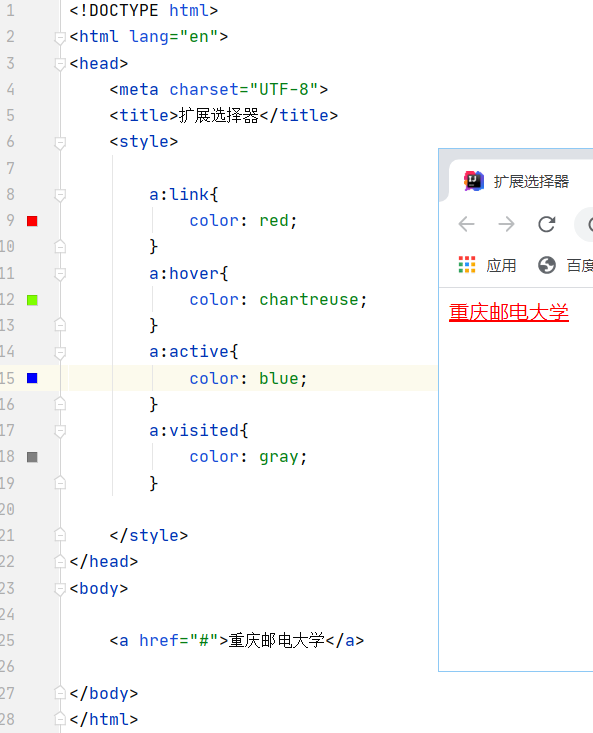 1 <!DOCTYPE html>
2 <html lang="en">
3 <head>
4 <meta charset="UTF-8">
5 <title>扩展选择器</title>
6 <style>
7
8 a:link{
9 color: red;
10 }
11 a:hover{
12 color: chartreuse;
13 }
14 a:active{
15 color: blue;
16 }
17 a:visited{
18 color: gray;
19 }
20
21 </style>
22 </head>
23 <body>
24
25 <a href="#">重庆邮电大学</a>
26
27 </body>
28 </html>
扩展选择器
应用 百度
重庆邮电大学